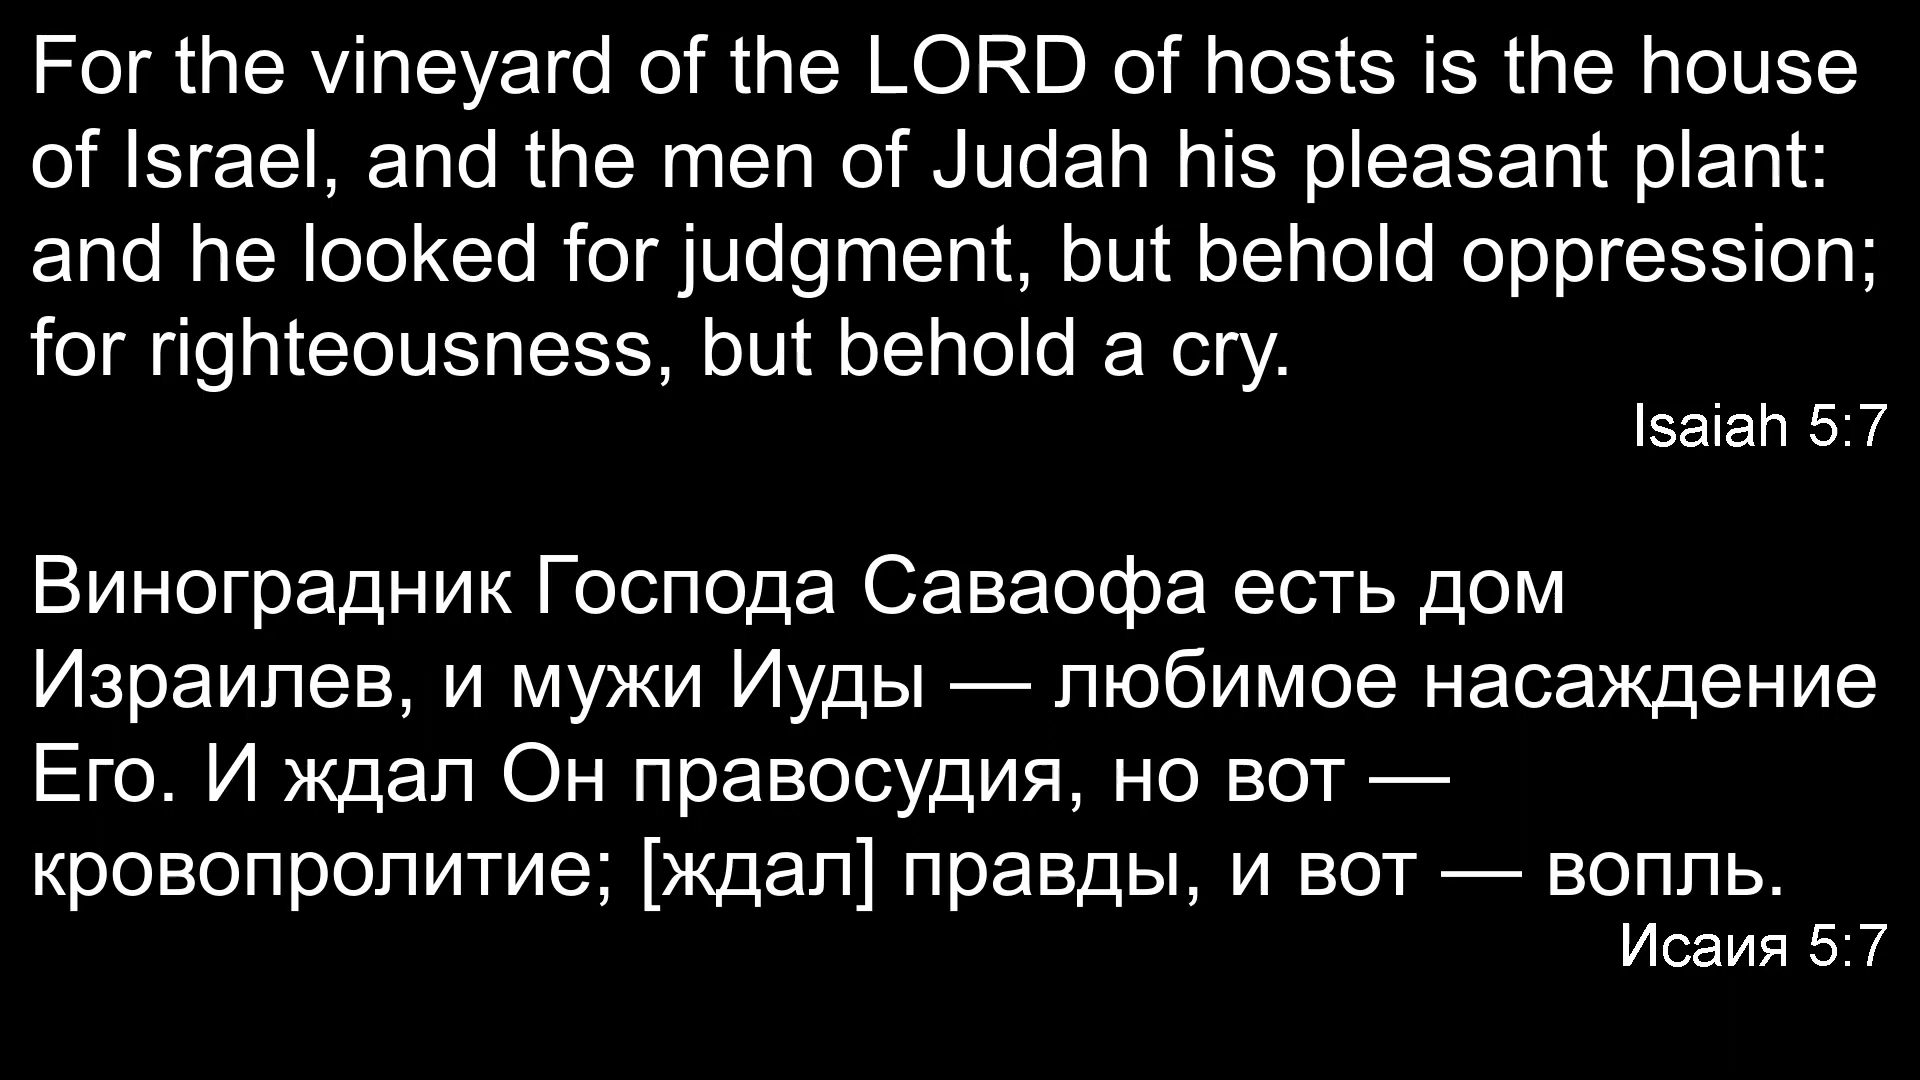 For the vineyard of the LORD of hosts is the house
of Israel, and the men of Judah his pleasant plant:
and he looked for judgment, but behold oppression;
for righteousness, but behold a cry.
Isaiah 5:7
Виноградник Господа Саваофа есть дом
Израилев, и мужи Иуды — любимое насаждение
Его. И ждал Он правосудия, но вот —
кровопролитие; [ждал] правды, и вот — вопль.
Исаия 5:7